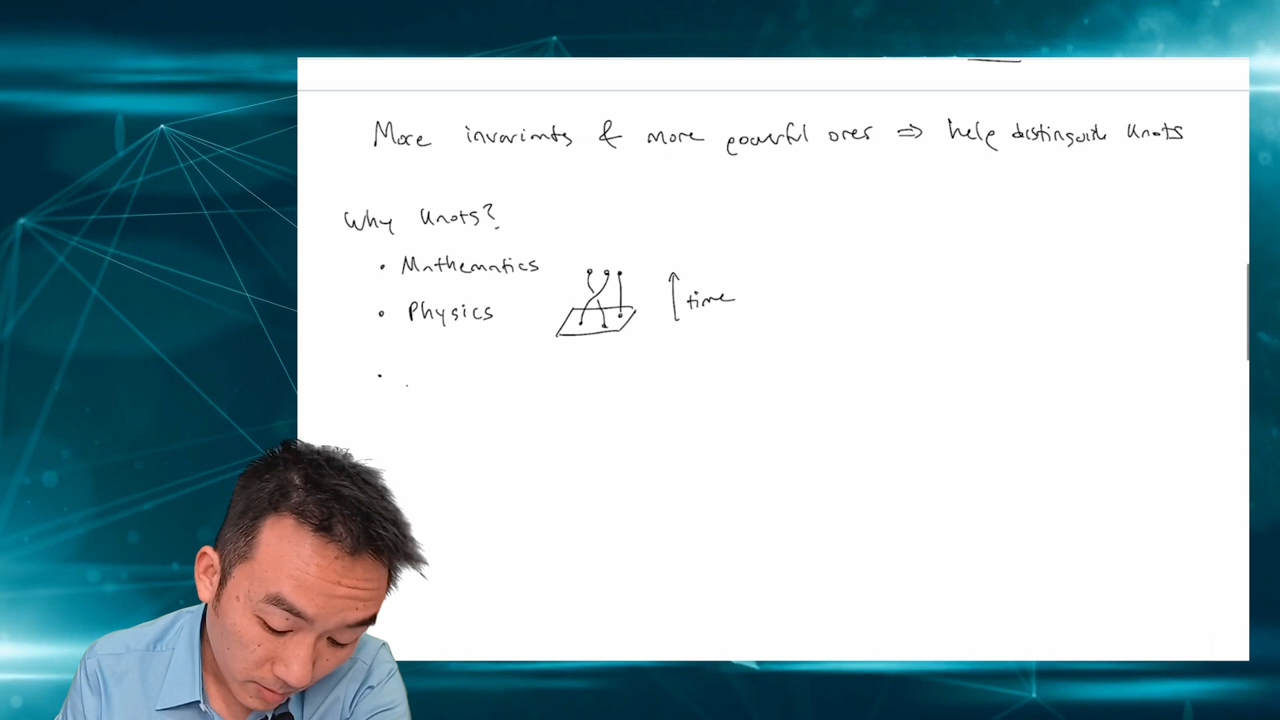 More invariants & more powerful ones ⇒ help distinguish knots
Why knots?
• Mathematics
• Physics
↑ time
•